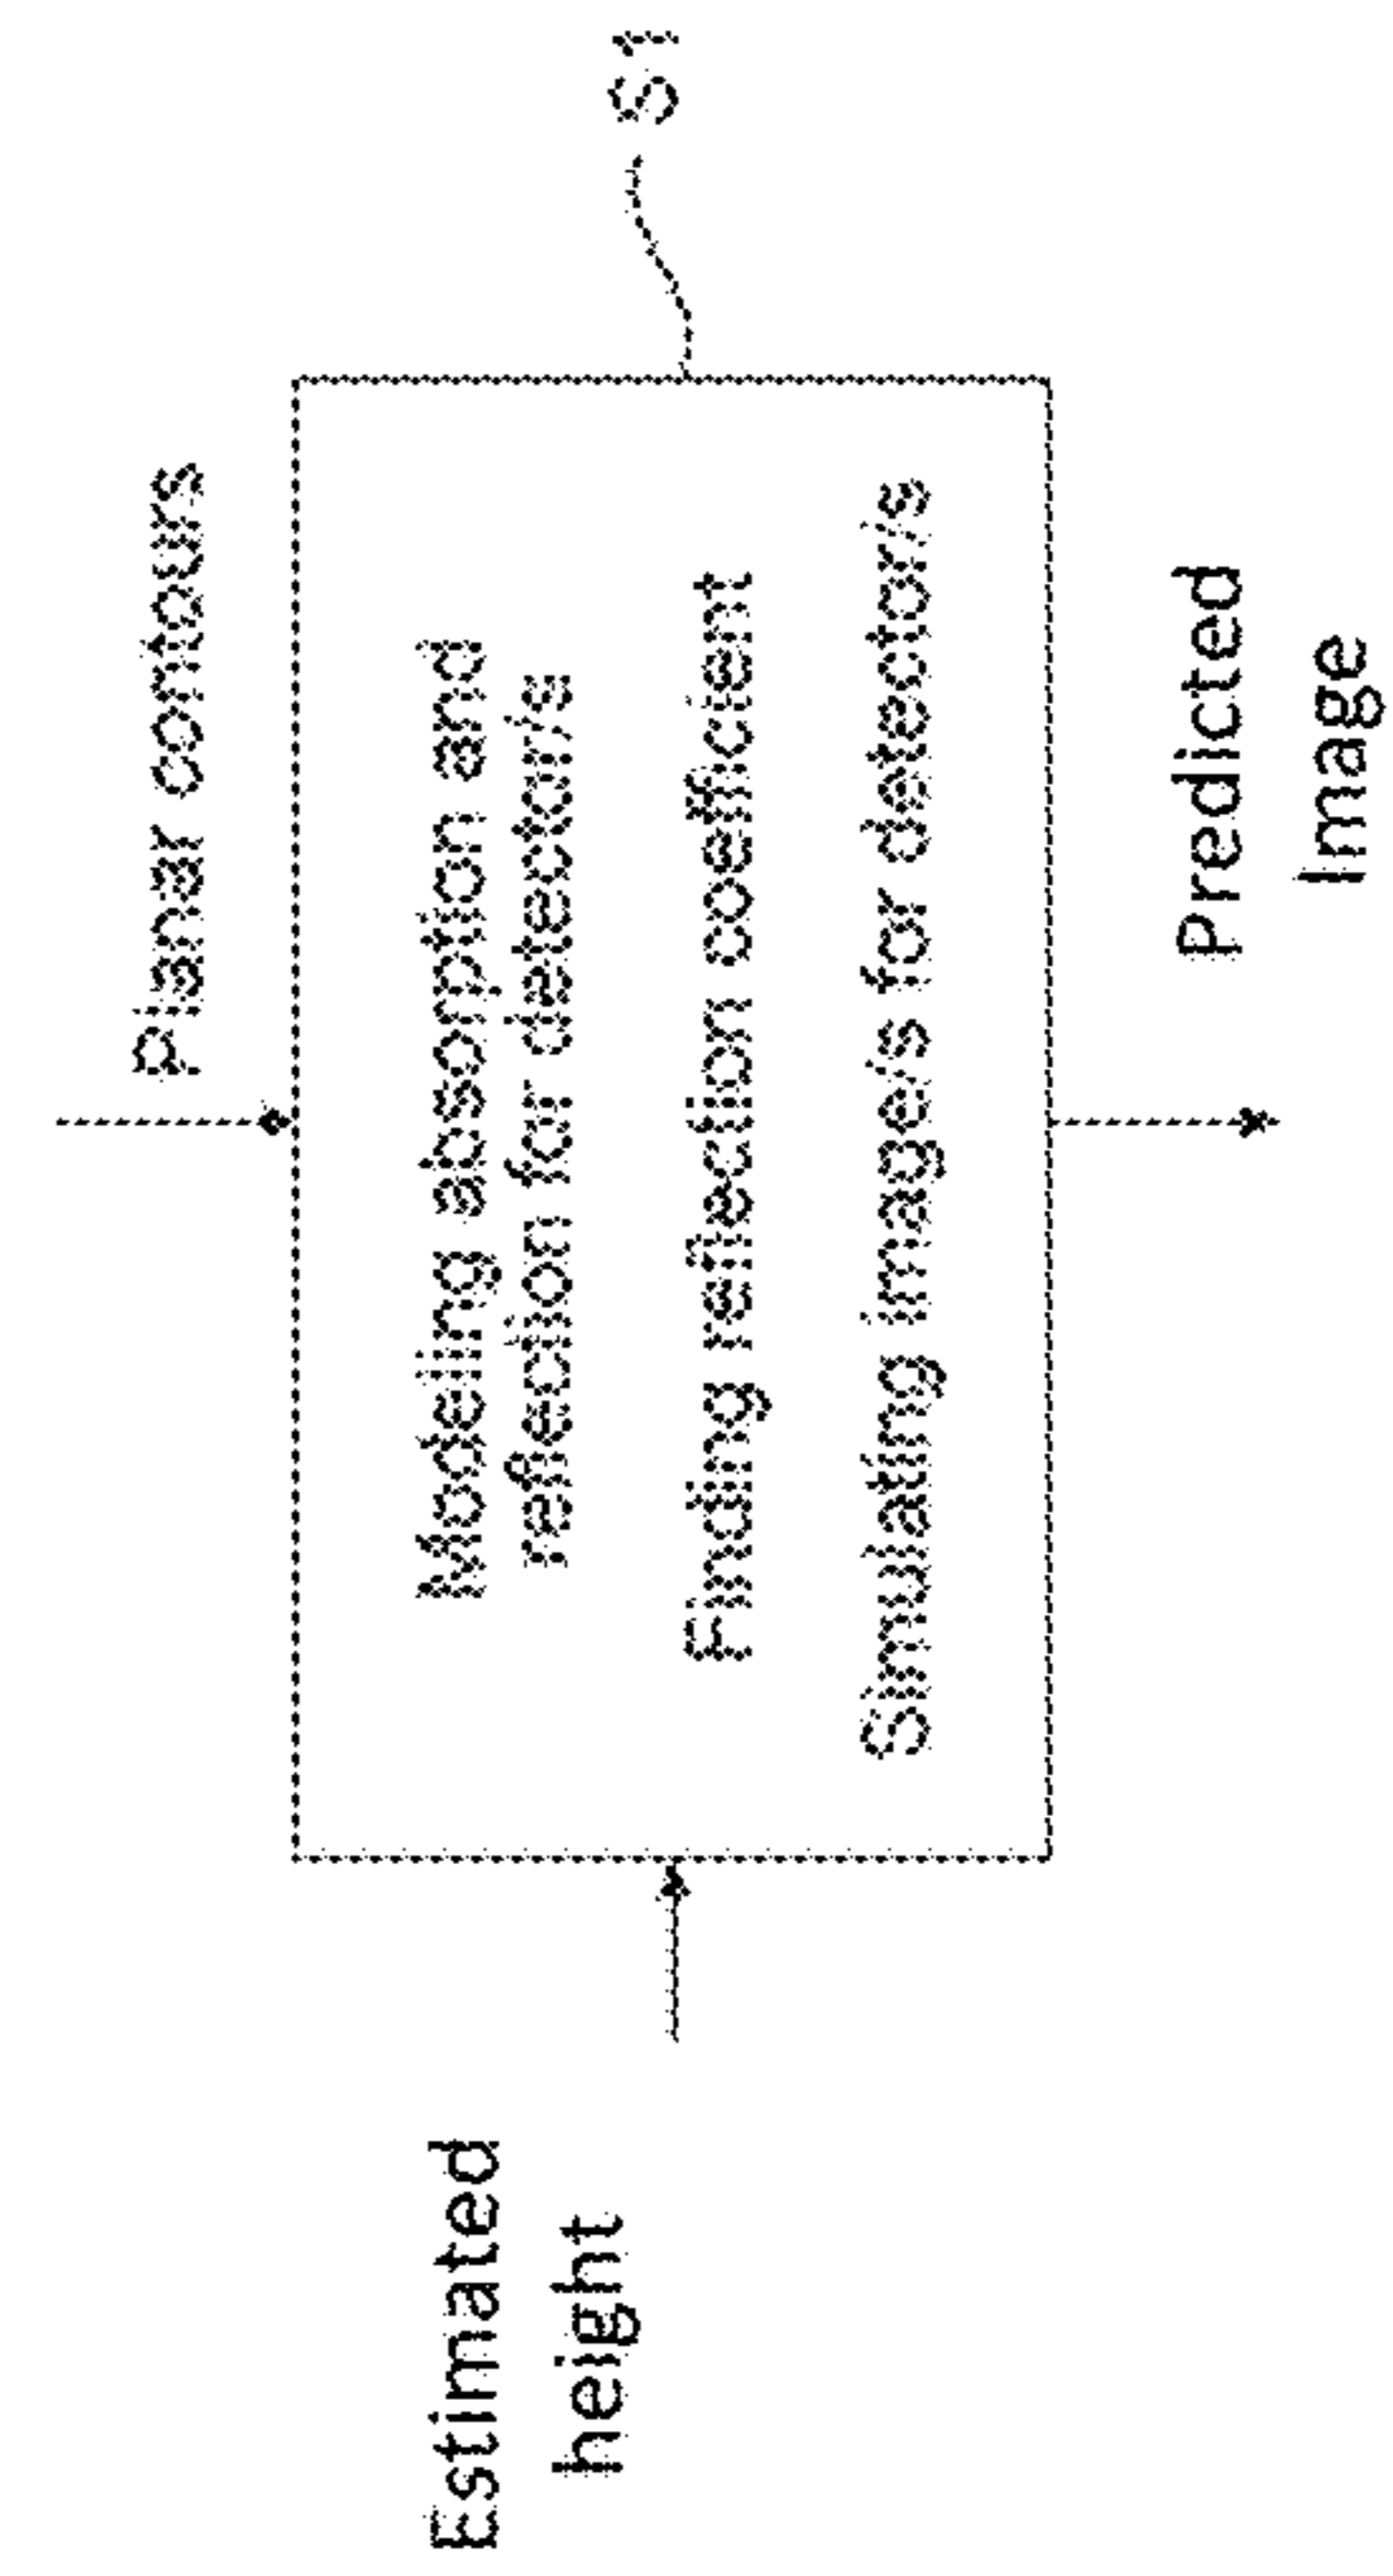 Planar contours
Estimated
height
Modeling absorption and
reflection for detector/s
Finding reflection coefficient
Simulating image/s for detector/s
S1
Predicted
Image